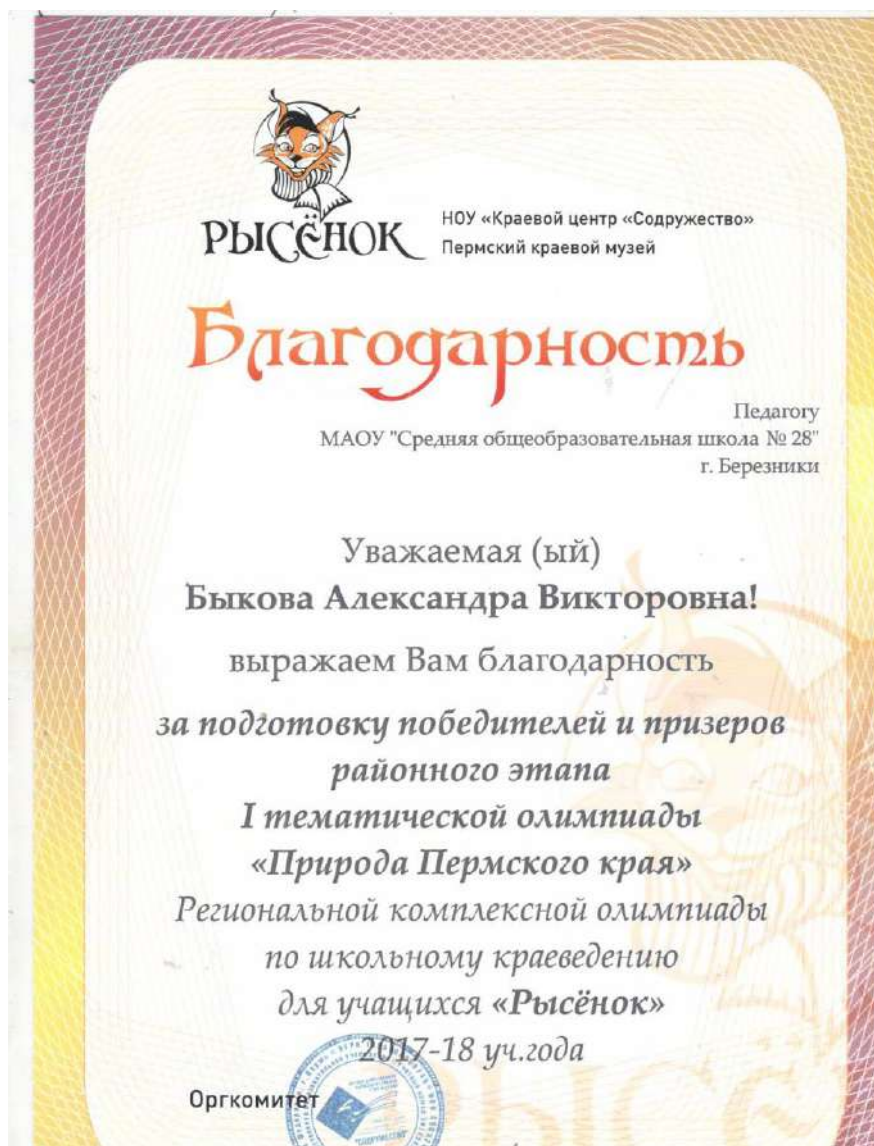 РЫСЁНОК
НОУ «Краевой центр «Содружество»
Пермский краевой музей
Благодарность
Педагогу
МАОУ "Средняя общеобразовательная школа № 28"
г. Березники
Уважаемая (ый)
Быкова Александра Викторовна!
выражаем Вам благодарность
за подготовку победителей и призеров
районного этапа
I тематической олимпиады
«Природа Пермского края»
Региональной комплексной олимпиады
по школьному краеведению
для учащихся «Рысёнок»
2017-18 уч.года
Оргкомитет
РЫСЁ